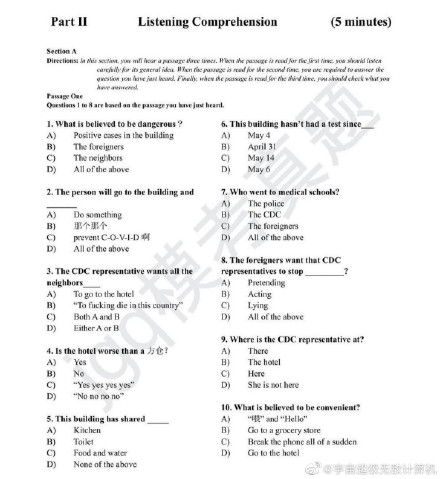 Part II Listening Comprehension (5 minutes)
Section A
Directions: In this section, you will hear a passage three times. When the passage is read for the first time, you should listen
carefully for its general idea. When the passage is read for the second time, you are required to answer the
question you have just heard. Finally, when the passage is read for the third time, you should check what you
have answered.
Passage One
Questions 1 to 8 are based on the passage you have just heard.
1. What is believed to be dangerous ?
A) Positive cases in the building
B) The foreigners
C) The neighbors
D) All of the above
2. The person will go to the building and
______
A) Do something
B) 那个那个
C) prevent C-O-V-I-D 啊
D) All of the above
3. The CDC representative wants all the
neighbors____
A) To go to the hotel
B) "To fucking die in this country"
C) Both A and B
D) Either A or B
4. Is the hotel worse than a 方仓?
A) Yes
B) No
C) "Yes yes yes yes"
D) "No no no no"
5. This building has shared _____
A) Kitchen
B) Toilet
C) Food and water
D) None of the above
6. This building hasn't had a test since___
A) May 4
B) April 31
C) May 14
D) May 6
7. Who went to medical schools?
A) The police
B) The CDC
C) The foreigners
D) All of the above
8. The foreigners want that CDC
representatives to stop ________?
A) Pretending
B) Acting
C) Lying
D) All of the above
9. Where is the CDC representative at?
A) There
B) The hotel
C) Here
D) She is not here
10. What is believed to be convenient?
A) "喂" and "Hello"
B) Go to a grocery store
C) Break the phone all of a sudden
D) Go to the hotel
模考真题
@宇宙超级无敌计算机